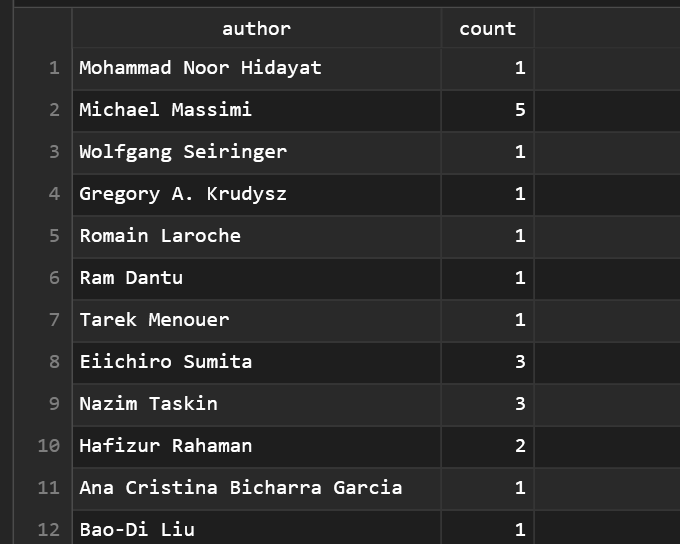 author count
1 Mohammad Noor Hidayat 1
2 Michael Massimi 5
3 Wolfgang Seiringer 1
4 Gregory A. Krudysz 1
5 Romain Laroche 1
6 Ram Dantu 1
7 Tarek Menouer 1
8 Eiichiro Sumita 3
9 Nazim Taskin 3
10 Hafizur Rahaman 2
11 Ana Cristina Bicharra Garcia 1
12 Bao-Di Liu 1